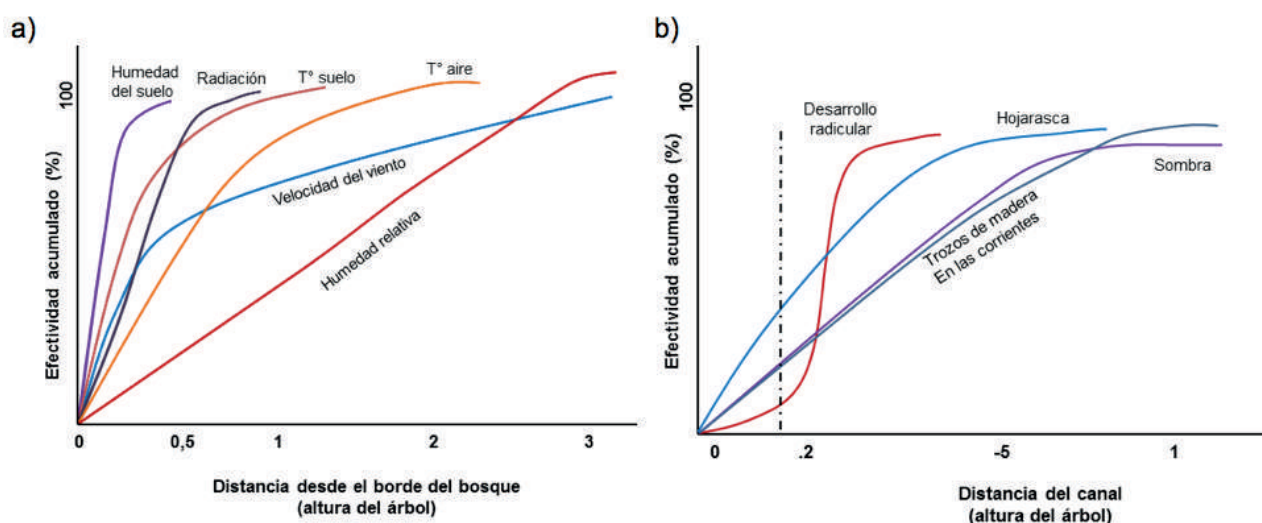 a)
Efectividad acumulado (%)
100
Humedad
del suelo
Radiación
T° suelo
T° aire
Velocidad del viento
Humedad relativa
0
0,5
1
2
3
Distancia desde el borde del bosque
(altura del árbol)
b)
Efectividad acumulado (%)
100
Desarrollo
radicular
Hojarasca
Sombra
Trozos de madera
En las corrientes
0
.2
-5
1
Distancia del canal
(altura del árbol)